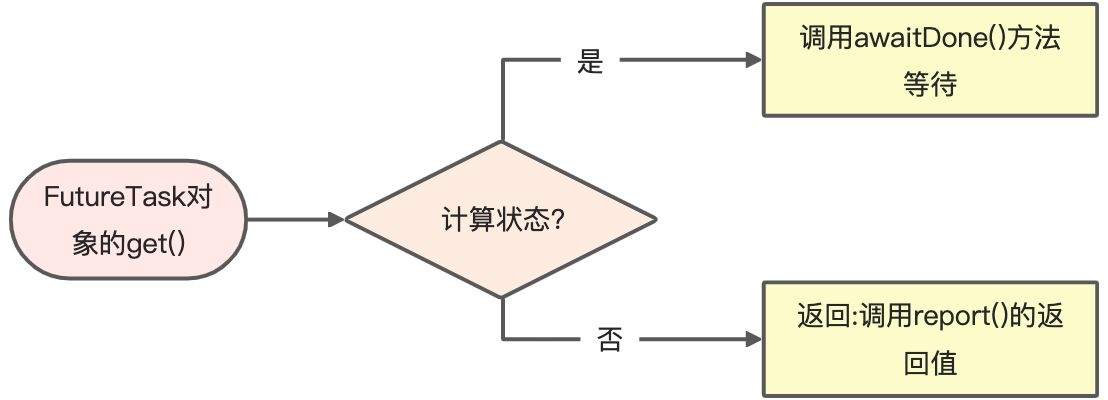 FutureTask对
象的get()
计算状态?
是
调用awaitDone()方法
等待
否
返回:调用report()的返
回值